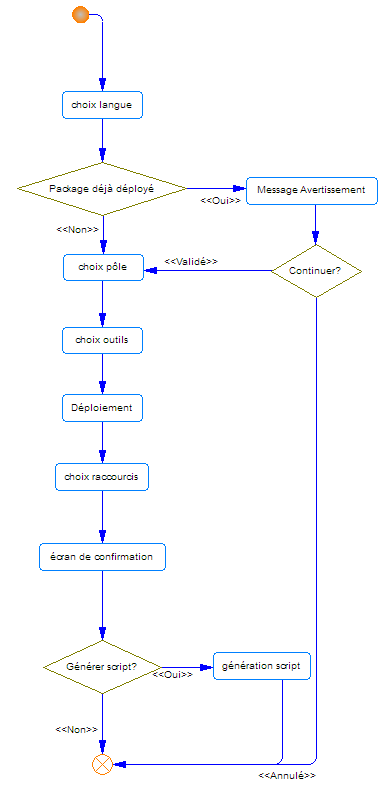 choix langue
Package déjà déployé
<<Oui>>
Message Avertissement
<<Non>>
choix pôle
<<Validé>>
Continuer?
choix outils
Déploiement
choix raccourcis
écran de confirmation
Générer script?
<<Oui>>
génération script
<<Non>>
<<Annulé>>